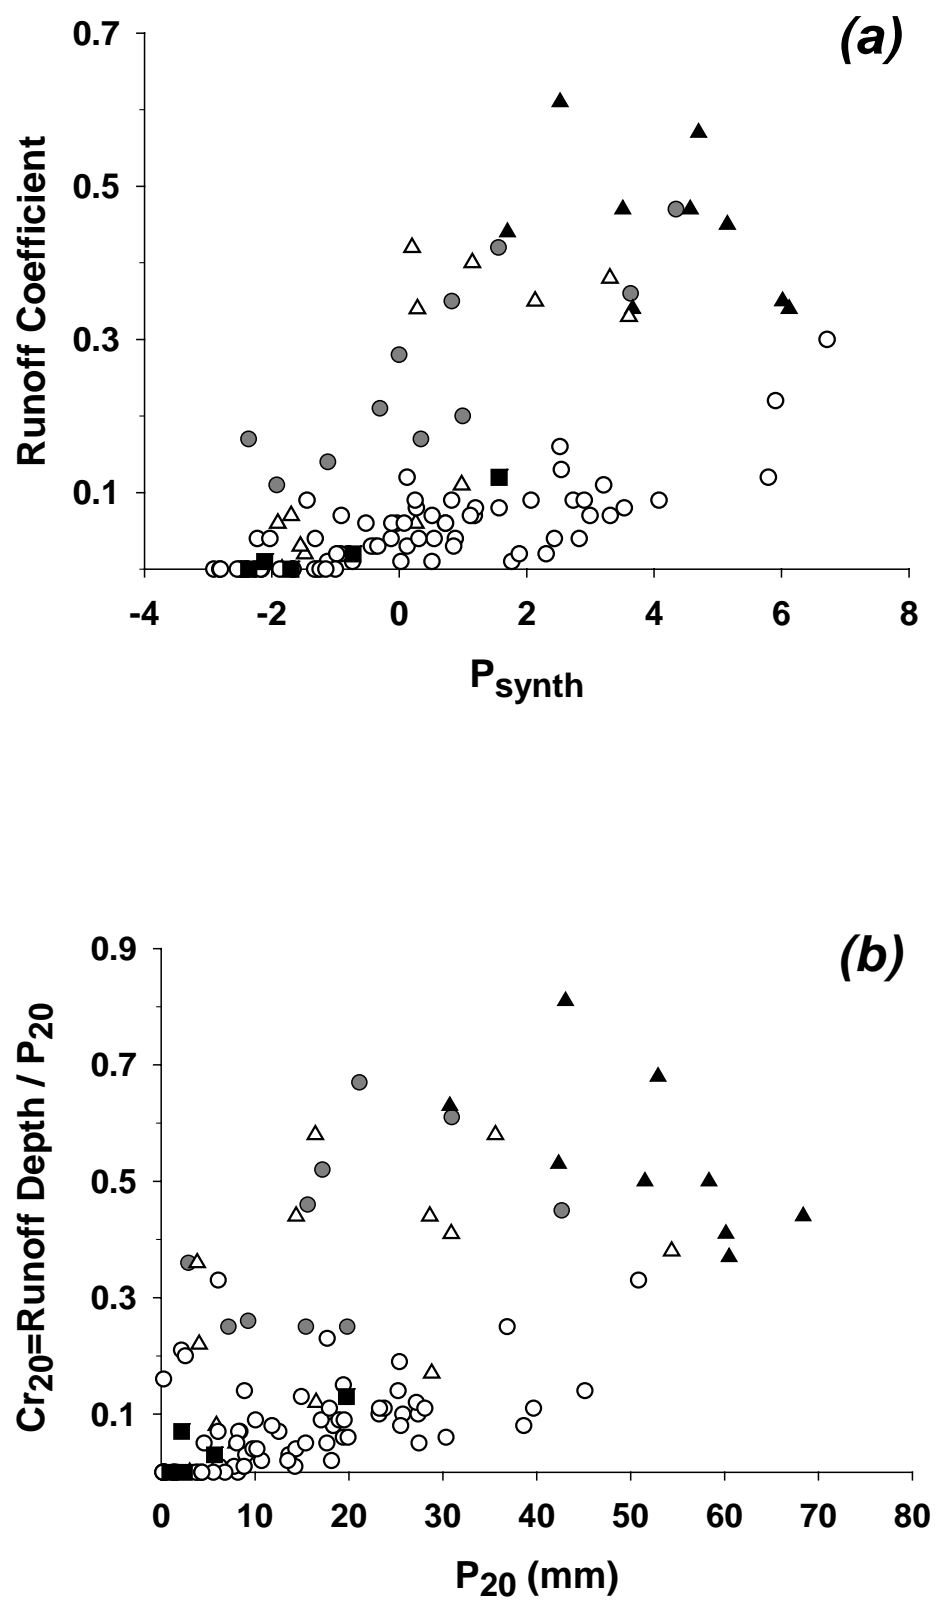 (a)
0.7
0.5
0.3
0.1
Runoff Coefficient
-4 -2 0 2 4 6 8
Psynth
(b)
0.9
0.7
0.5
0.3
0.1
Cr20=Runoff Depth / P20
0 10 20 30 40 50 60 70 80
P20 (mm)